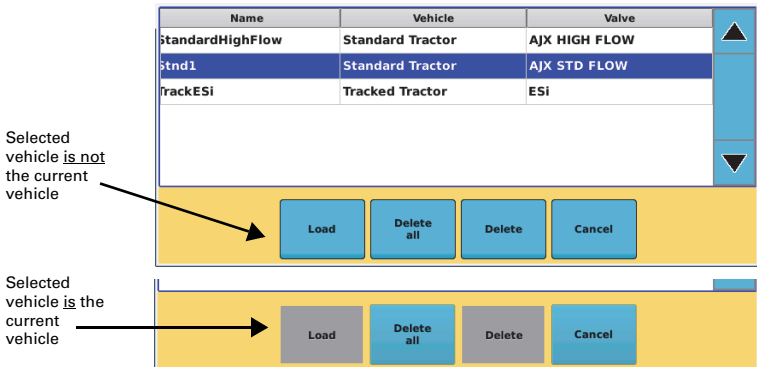 Name Vehicle Valve
StandardHighFlow Standard Tractor AJX HIGH FLOW
Stnd1 Standard Tractor AJX STD FLOW
TrackESi Tracked Tractor ESi
Selected
vehicle is not
the current
vehicle
Load Delete all Delete Cancel
Selected
vehicle is the
current
vehicle
Load Delete all Delete Cancel